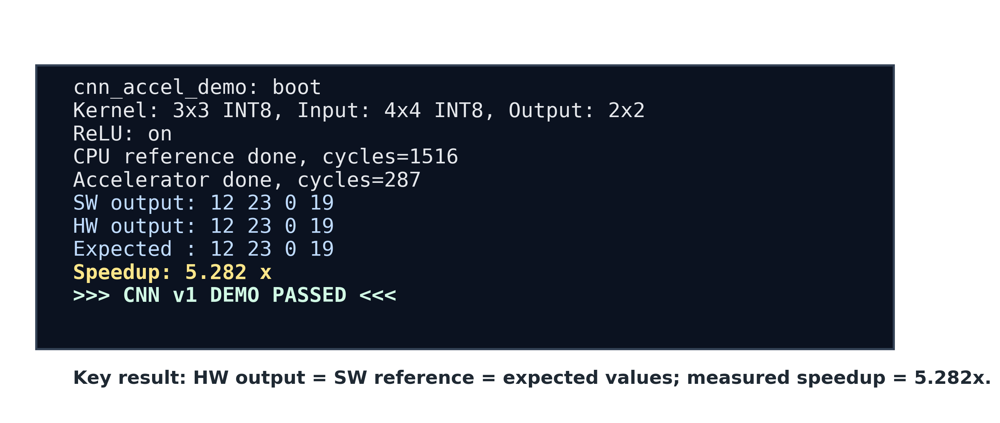 cnn_accel_demo: boot
Kernel: 3x3 INT8, Input: 4x4 INT8, Output: 2x2
ReLU: on
CPU reference done, cycles=1516
Accelerator done, cycles=287
SW output: 12 23 0 19
HW output: 12 23 0 19
Expected : 12 23 0 19
Speedup: 5.282 x
>>> CNN v1 DEMO PASSED <<<
Key result: HW output = SW reference = expected values; measured speedup = 5.282x.